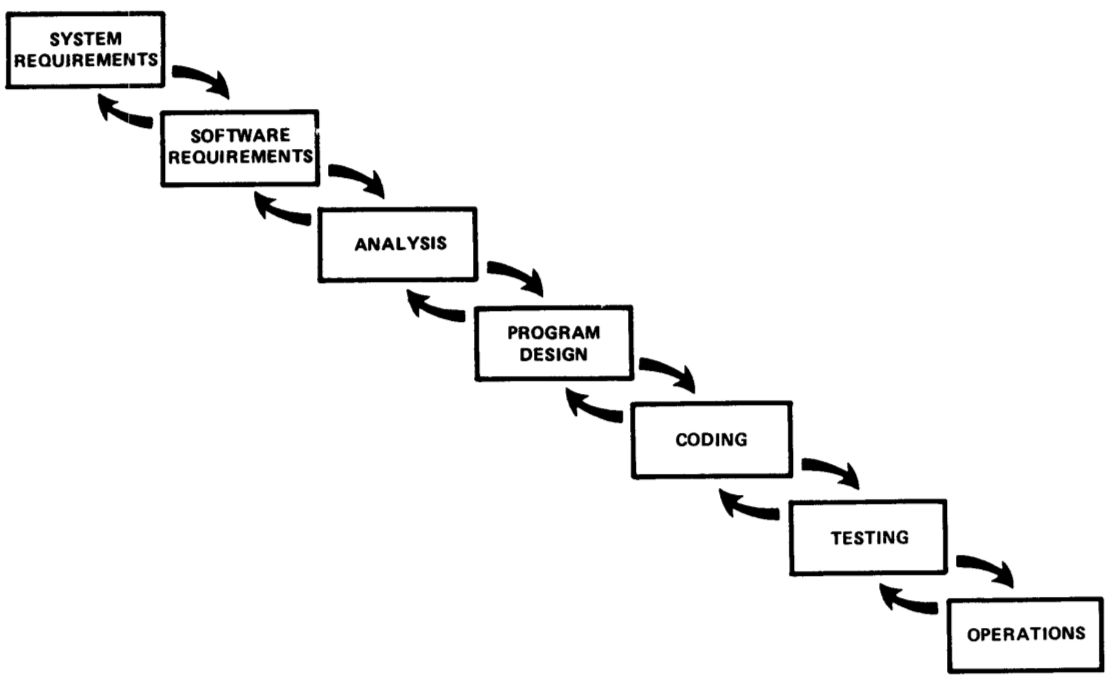 SYSTEM
REQUIREMENTS
SOFTWARE
REQUIREMENTS
ANALYSIS
PROGRAM
DESIGN
CODING
TESTING
OPERATIONS